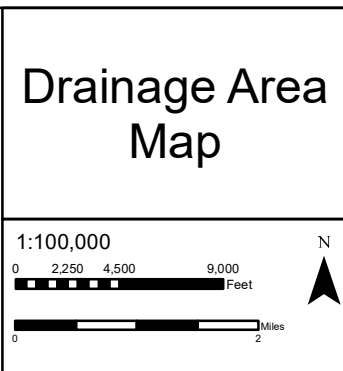 Drainage Area
Map
1:100,000
N
0 2,250 4,500 9,000
Feet
Miles
0 2